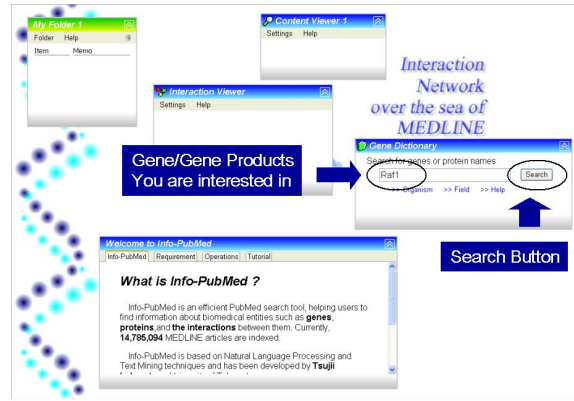 My Folder 1
Folder Help
Item Memo
Content Viewer 1
Settings Help
Interaction
Network
over the sea of
MEDLINE
Interaction Viewer
Settings Help
Gene Dictionary
Search for genes or protein names
Raf1 Search
>> Organism >> Field >> Help
Gene/Gene Products
You are interested in
Search Button
Welcome to Info-PubMed
Info-PubMed Requirement Operations Tutorial
What is Info-PubMed ?
Info-PubMed is an efficient PubMed search tool, helping users to
find information about biomedical entities such as genes,
proteins,and the interactions between them. Currently,
14,785,094 MEDLINE articles are indexed.
Info-PubMed is based on Natural Language Processing and
Text Mining techniques and has been developed by Tsujii